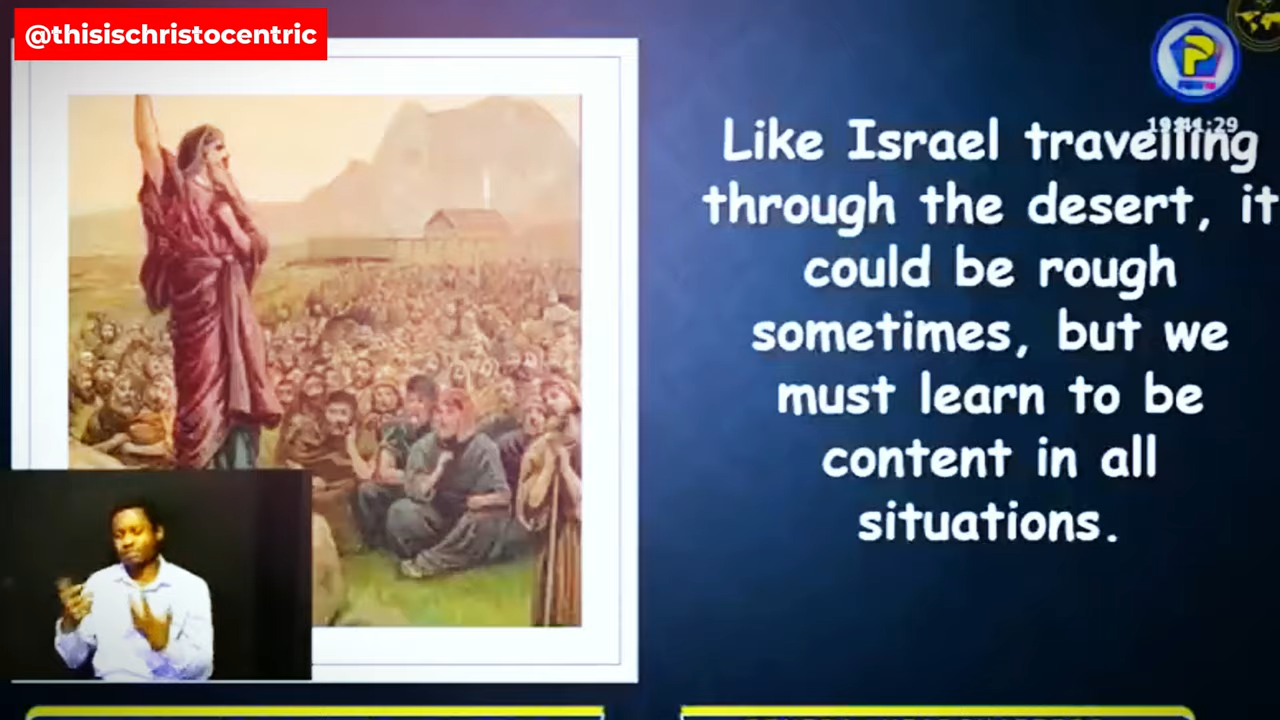 @thisischristocentric
Like Israel travelling
through the desert, it
could be rough
sometimes, but we
must learn to be
content in all
situations.